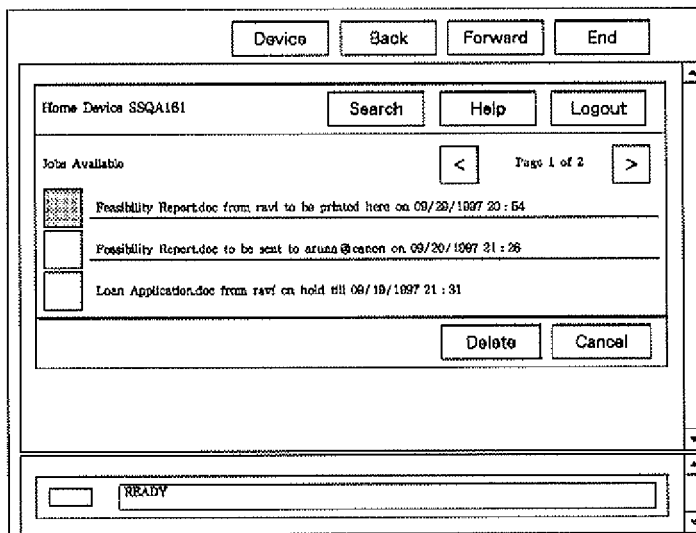 Device Back Forward End
Home Device SSQA161 Search Help Logout
Jobs Available < Page 1 of 2 >
Feasibility Report.doc from ravi to be printed here on 09/29/1997 20:54
Possibility Report.doc to be sent to aruna@canon on 09/20/1997 21:26
Loan Application.doc from ravi on hold till 09/19/1997 21:31
Delete Cancel
READY